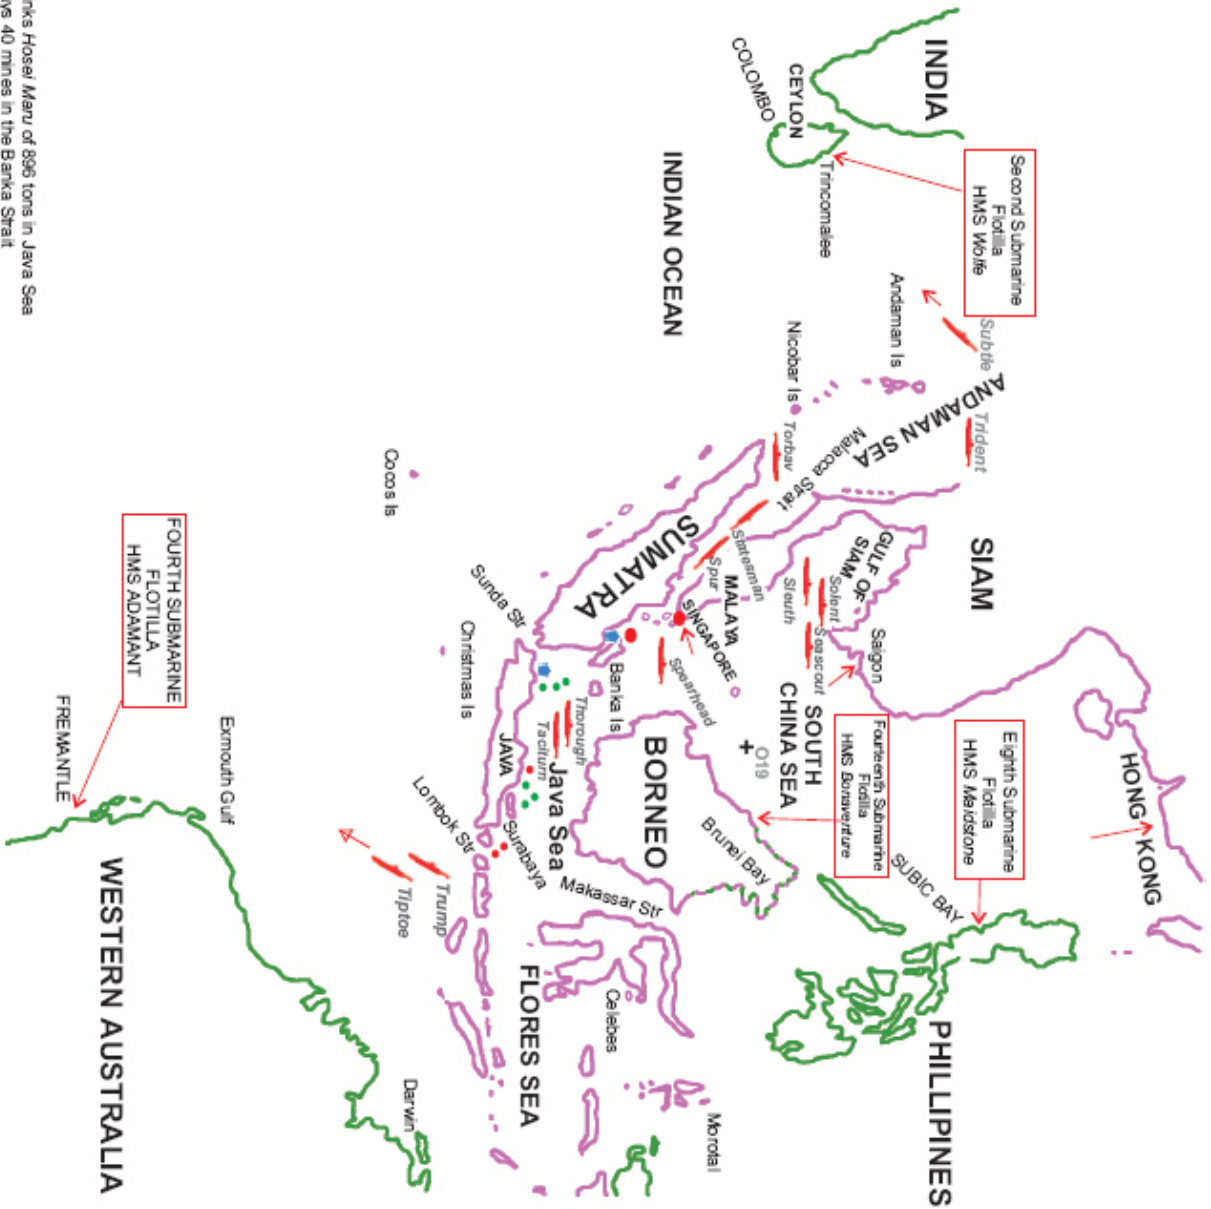 HONG KONG
Second Submarine
Flotilla
HMS Wolfe
Eighth Submarine
Flotilla
HMS Maidstone
INDIA
Subtle
ANDAMAN SEA
Trident
SIAM
SUBIC BAY
PHILLIPINES
Andaman Is
GULF OF
SIAM
Saigon
Fourteenth Submarine
Flotilla
HMS Bonaventure
CEYLON
COLOMBO
Trincomalee
Nicobar Is
Torbav
Malacca Strait
Solent
Sleuth
Seascout
SOUTH
CHINA SEA
O19
Brunei Bay
Statesman
Spur
MALAYA
SINGAPORE
Spearhead
Morotai
INDIAN OCEAN
SUMATRA
BORNEO
Banka Is
Makassar Str
Celebes
Thorough
Taciturn
Java Sea
Sunda Str
JAVA
Surabaya
FLORES SEA
Christmas Is
Lombok Str
Trump
Tiptoe
Cocos Is
Darwin
Exmouth Gulf
FOURTH SUBMARINE
FLOTILLA
HMS ADAMANT
FREMANTLE
WESTERN AUSTRALIA
nks Hosei Maru of 896 tons in Java Sea
ys 40 mines in the Banka Strait